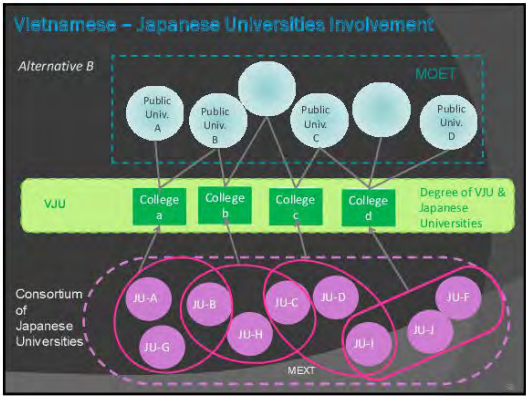 Vietnamese – Japanese Universities Involvement
Alternative B
MOET
Public
Univ.
A
Public
Univ.
B
Public
Univ.
C
Public
Univ.
D
VJU
College
a
College
b
College
c
College
d
Degree of VJU &
Japanese
Universities
Consortium
of
Japanese
Universities
JU-A
JU-B
JU-C
JU-D
JU-F
JU-G
JU-H
JU-I
JU-J
MEXT